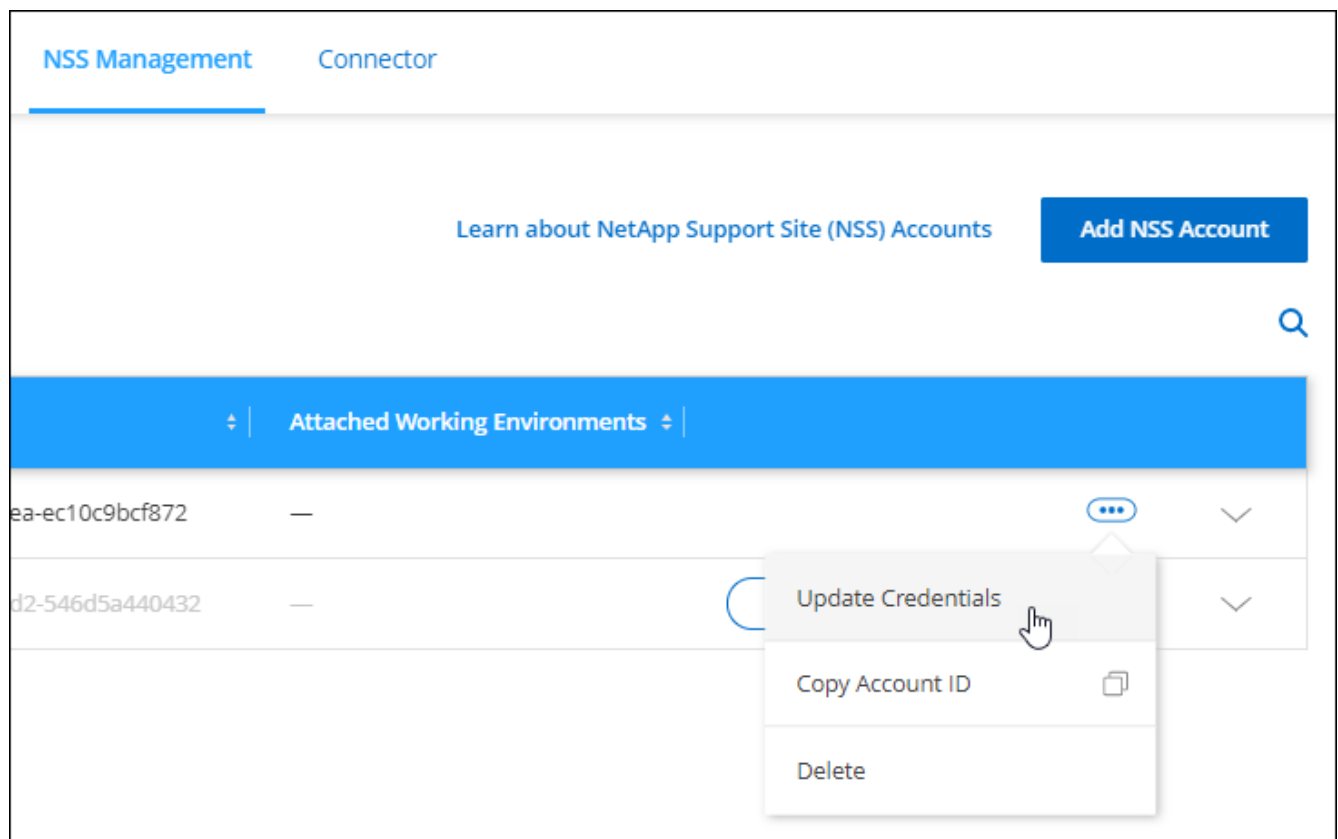 NSS Management Connector
Learn about NetApp Support Site (NSS) Accounts Add NSS Account
Attached Working Environments
ea-ec10c9bcf872 —
d2-546d5a440432 —
Update Credentials
Copy Account ID
Delete